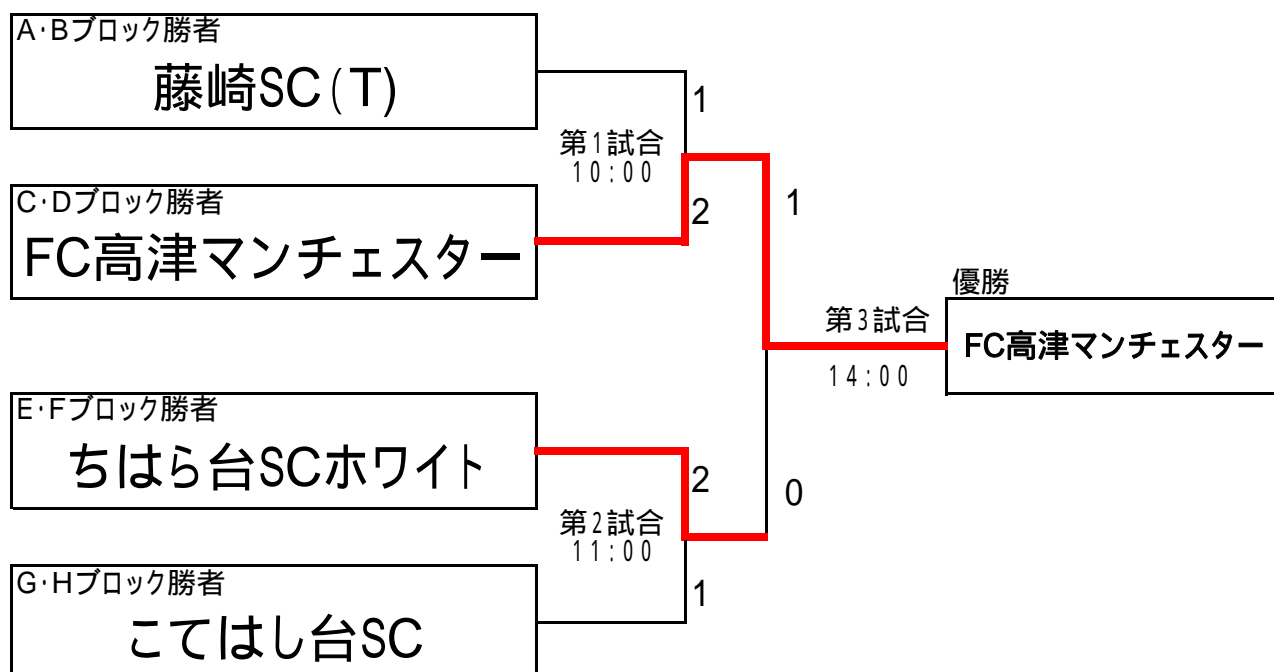 A・Bブロック勝者
藤崎SC(T)
1
第1試合
10:00
C・Dブロック勝者
FC高津マンチェスター
2
1
優勝
FC高津マンチェスター
第3試合
14:00
E・Fブロック勝者
ちはら台SCホワイト
2
0
第2試合
11:00
G・Hブロック勝者
こてはし台SC
1